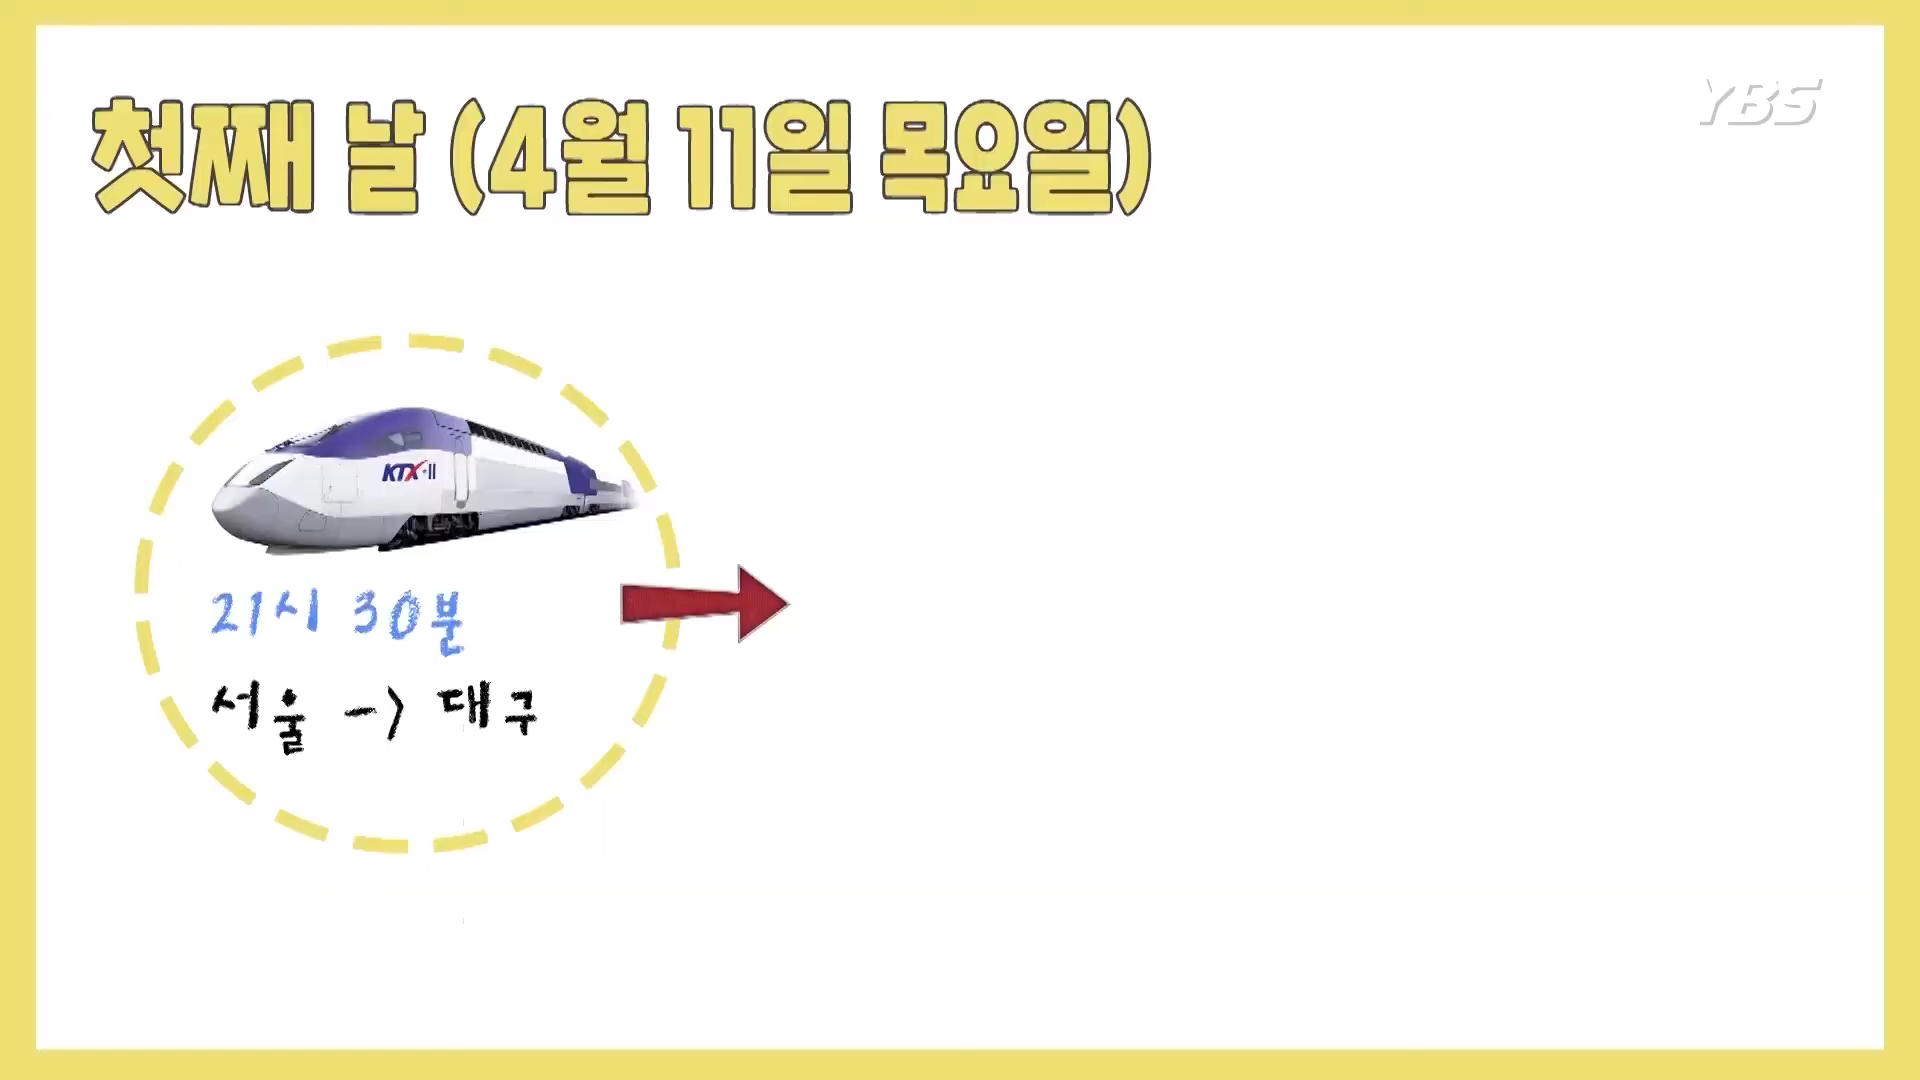 첫째 날 (4월 11일 목요일)
YBS
KTX-II
21시 30분
서울 -> 대구